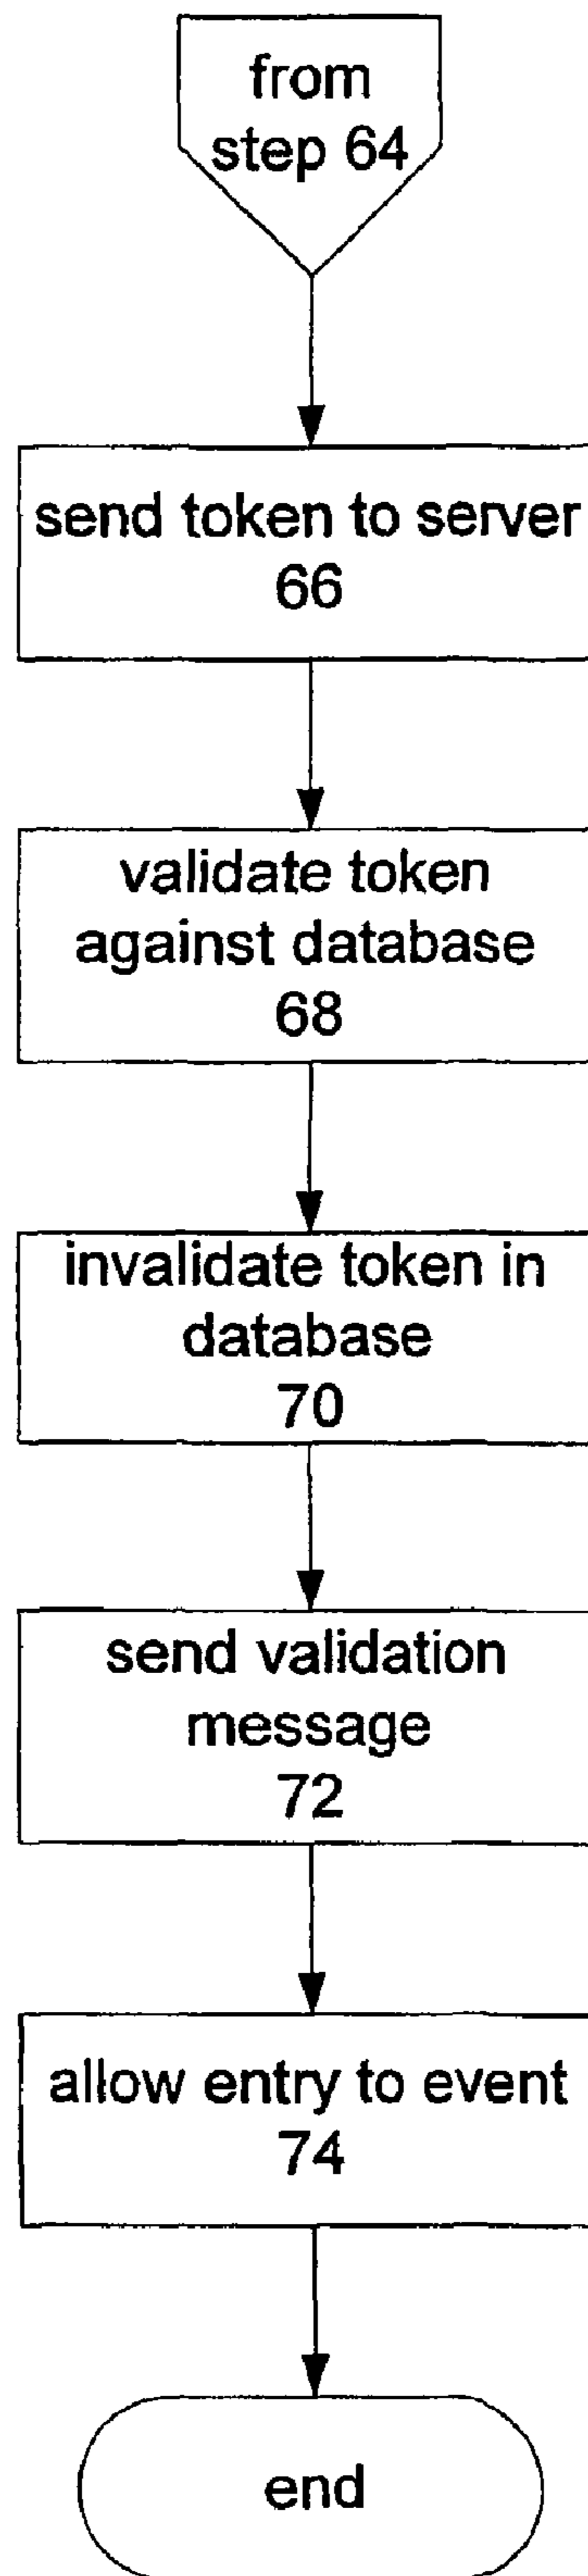 from
step 64
send token to server
66
validate token
against database
68
invalidate token in
database
70
send validation
message
72
allow entry to event
74
end